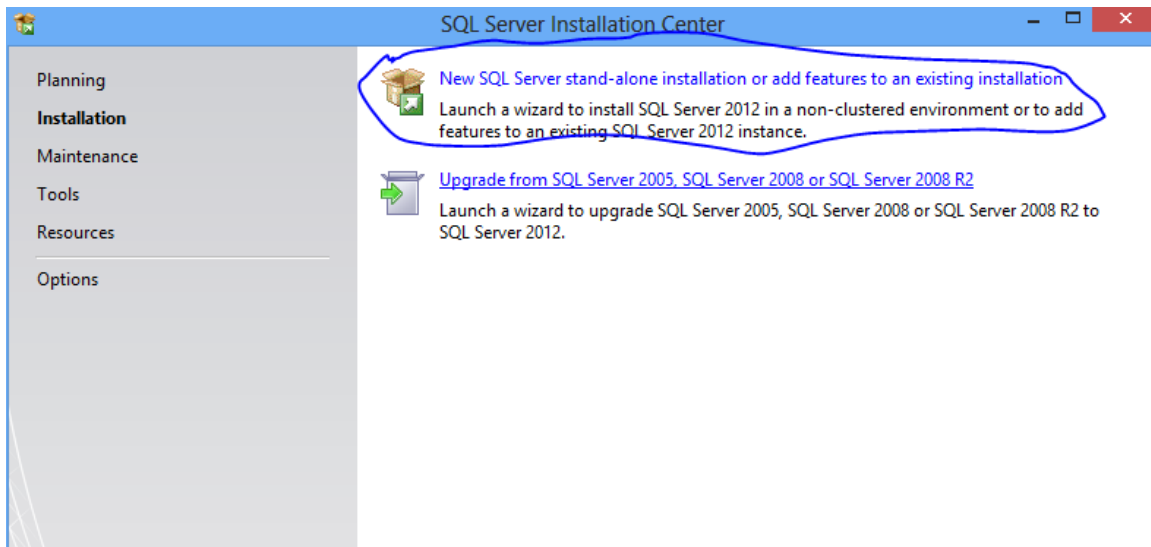 SQL Server Installation Center
Planning
Installation
Maintenance
Tools
Resources
Options
New SQL Server stand-alone installation or add features to an existing installation
Launch a wizard to install SQL Server 2012 in a non-clustered environment or to add
features to an existing SQL Server 2012 instance.
Upgrade from SQL Server 2005, SQL Server 2008 or SQL Server 2008 R2
Launch a wizard to upgrade SQL Server 2005, SQL Server 2008 or SQL Server 2008 R2 to
SQL Server 2012.